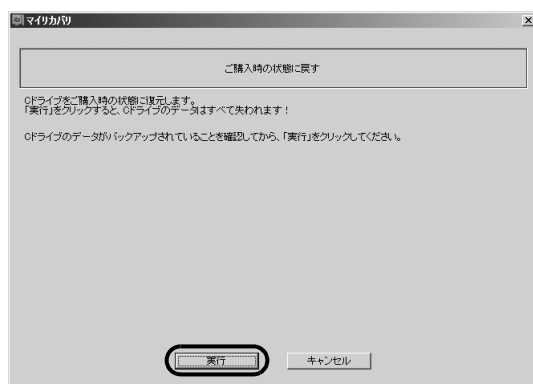 マイリカバリ
ご購入時の状態に戻す
Cドライブをご購入時の状態に復元します。
「実行」をクリックすると、Cドライブのデータはすべて失われます！
Cドライブのデータがバックアップされていることを確認してから、「実行」をクリックしてください。
実行
キャンセル